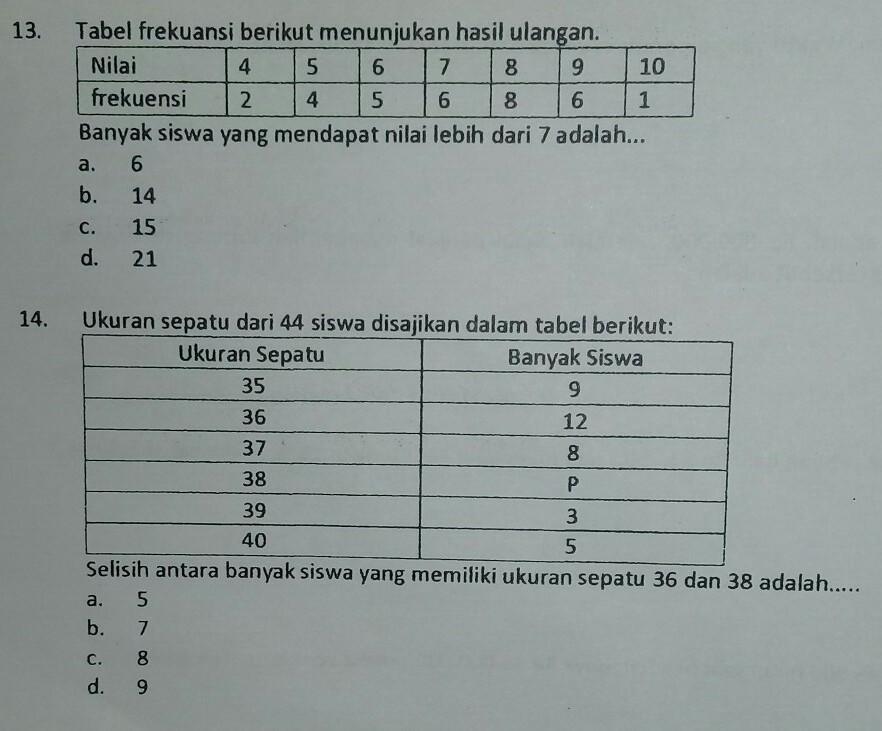 13. Tabel frekuansi berikut menunjukan hasil ulangan.
Nilai 4 5 6 7 8 9 10
frekuensi 2 4 5 6 8 6 1
Banyak siswa yang mendapat nilai lebih dari 7 adalah...
a. 6
b. 14
c. 15
d. 21
14. Ukuran sepatu dari 44 siswa disajikan dalam tabel berikut:
Ukuran Sepatu Banyak Siswa
35 9
36 12
37 8
38 P
39 3
40 5
Selisih antara banyak siswa yang memiliki ukuran sepatu 36 dan 38 adalah.....
a. 5
b. 7
c. 8
d. 9